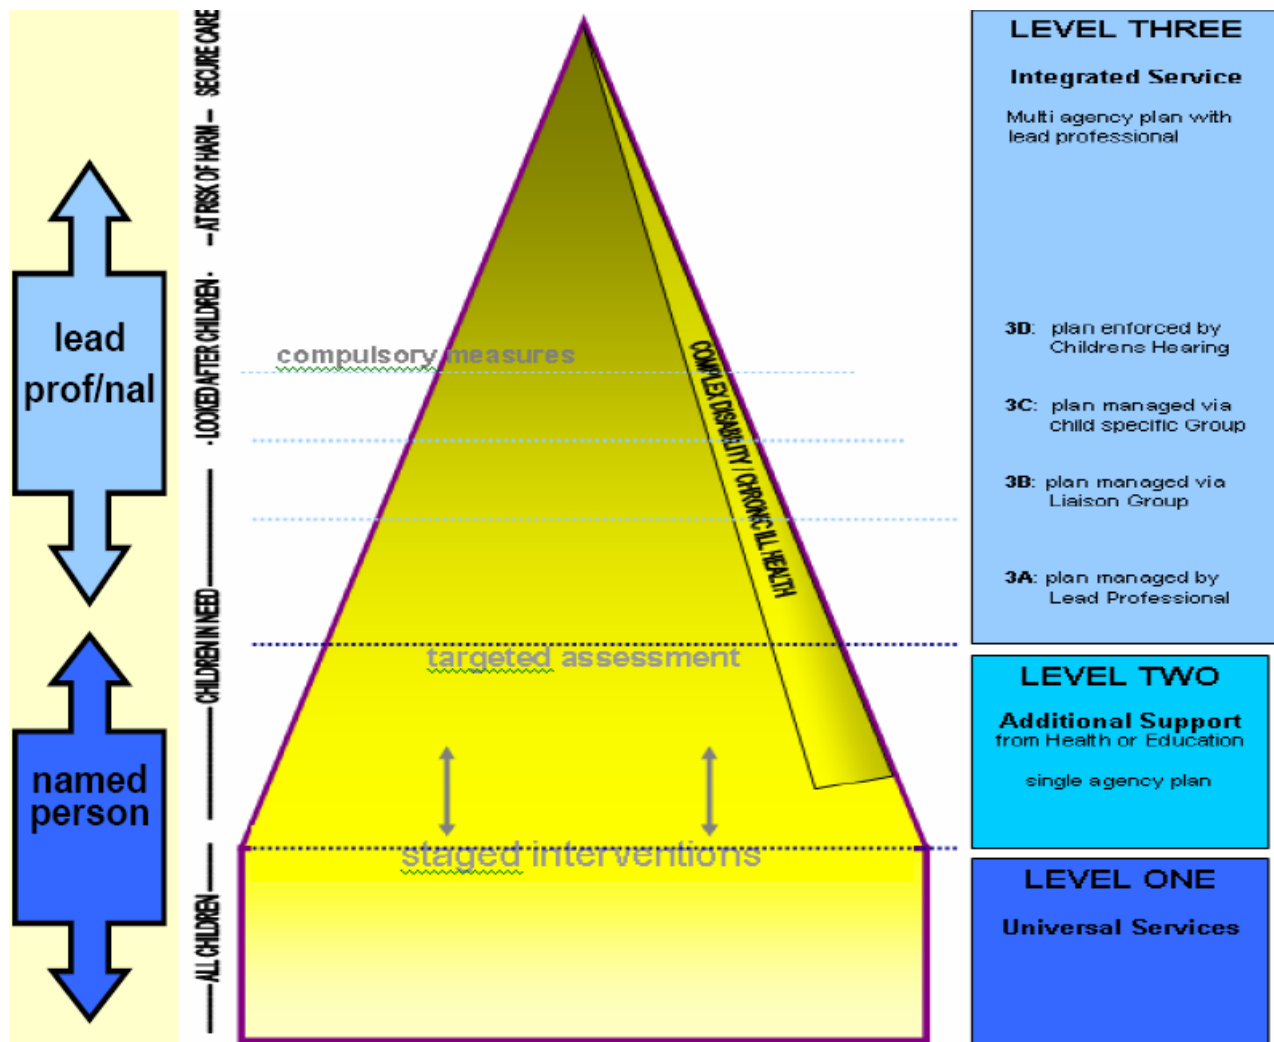 lead
prof/nal
named
person
SECURE CARE
AT RISK OF HARM
LOOKED AFTER CHILDREN
CHILDREN IN NEED
ALL CHILDREN
compulsory measures
COMPLEX DISABILITY / CHRONIC ILL HEALTH
targeted assessment
staged interventions
LEVEL THREE
Integrated Service
Multi agency plan with
lead professional
3D: plan enforced by
Childrens Hearing
3C: plan managed via
child specific Group
3B: plan managed via
Liaison Group
3A: plan managed by
Lead Professional
LEVEL TWO
Additional Support
from Health or Education
single agency plan
LEVEL ONE
Universal Services